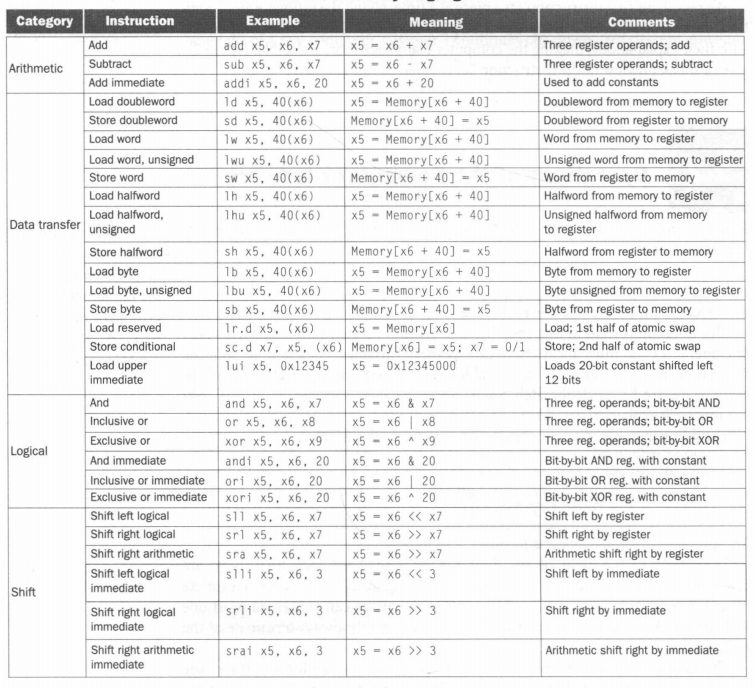 Category Instruction Example Meaning Comments
Arithmetic
Add add x5, x6, x7 x5 = x6 + x7 Three register operands; add
Subtract sub x5, x6, x7 x5 = x6 - x7 Three register operands; subtract
Add immediate addi x5, x6, 20 x5 = x6 + 20 Used to add constants
Data transfer
Load doubleword ld x5, 40(x6) x5 = Memory[x6 + 40] Doubleword from memory to register
Store doubleword sd x5, 40(x6) Memory[x6 + 40] = x5 Doubleword from register to memory
Load word lw x5, 40(x6) x5 = Memory[x6 + 40] Word from memory to register
Load word, unsigned lwu x5, 40(x6) x5 = Memory[x6 + 40] Unsigned word from memory to register
Store word sw x5, 40(x6) Memory[x6 + 40] = x5 Word from register to memory
Load halfword lh x5, 40(x6) x5 = Memory[x6 + 40] Halfword from memory to register
Load halfword, lhu x5, 40(x6) x5 = Memory[x6 + 40] Unsigned halfword from memory
unsigned to register
Store halfword sh x5, 40(x6) Memory[x6 + 40] = x5 Halfword from register to memory
Load byte lb x5, 40(x6) x5 = Memory[x6 + 40] Byte from memory to register
Load byte, unsigned lbu x5, 40(x6) x5 = Memory[x6 + 40] Byte unsigned from memory to register
Store byte sb x5, 40(x6) Memory[x6 + 40] = x5 Byte from register to memory
Load reserved lr.d x5, (x6) x5 = Memory[x6] Load; 1st half of atomic swap
Store conditional sc.d x7, x5, (x6) Memory[x6] = x5; x7 = 0/1 Store; 2nd half of atomic swap
Load upper lui x5, 0x12345 x5 = 0x12345000 Loads 20-bit constant shifted left
immediate 12 bits
Logical
And and x5, x6, x7 x5 = x6 & x7 Three reg. operands; bit-by-bit AND
Inclusive or or x5, x6, x8 x5 = x6 | x8 Three reg. operands; bit-by-bit OR
Exclusive or xor x5, x6, x9 x5 = x6 ^ x9 Three reg. operands; bit-by-bit XOR
And immediate andi x5, x6, 20 x5 = x6 & 20 Bit-by-bit AND reg. with constant
Inclusive or immediate ori x5, x6, 20 x5 = x6 | 20 Bit-by-bit OR reg. with constant
Exclusive or immediate xori x5, x6, 20 x5 = x6 ^ 20 Bit-by-bit XOR reg. with constant
Shift
Shift left logical sll x5, x6, x7 x5 = x6 << x7 Shift left by register
Shift right logical srl x5, x6, x7 x5 = x6 >> x7 Shift right by register
Shift right arithmetic sra x5, x6, x7 x5 = x6 >> x7 Arithmetic shift right by register
Shift left logical slli x5, x6, 3 x5 = x6 << 3 Shift left by immediate
immediate
Shift right logical srli x5, x6, 3 x5 = x6 >> 3 Shift right by immediate
immediate
Shift right arithmetic srai x5, x6, 3 x5 = x6 >> 3 Arithmetic shift right by immediate
immediate